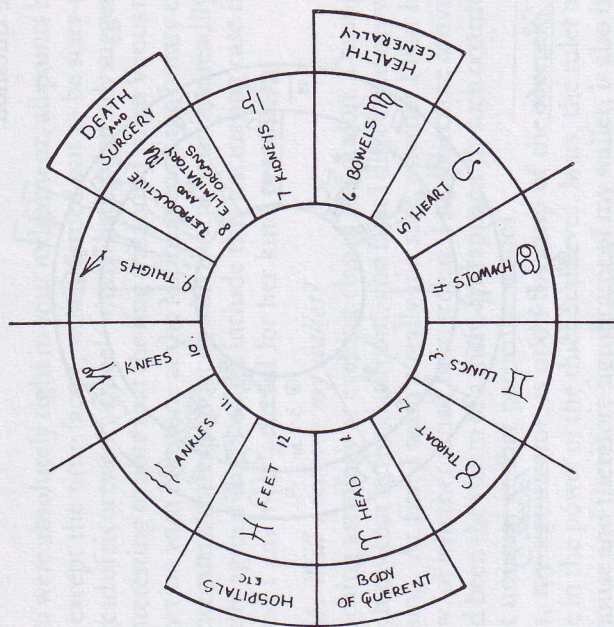 HEALTH
GENERALLY
DEATH
AND
SURGERY
♈ HEAD
1
♉ THROAT
2.
♊ LUNGS
3.
4. STOMACH ♋
5. HEART ♌
6. BOWELS ♍
7 KIDNEYS ♎
8 REPRODUCTIVE
AND
ELIMINATORY
ORGANS ♏
9. THIGHS ♐
♑ KNEES 10.
♒ ANKLES 11.
♓ FEET 12
HOSPITALS
ETC
BODY
OF QUERENT